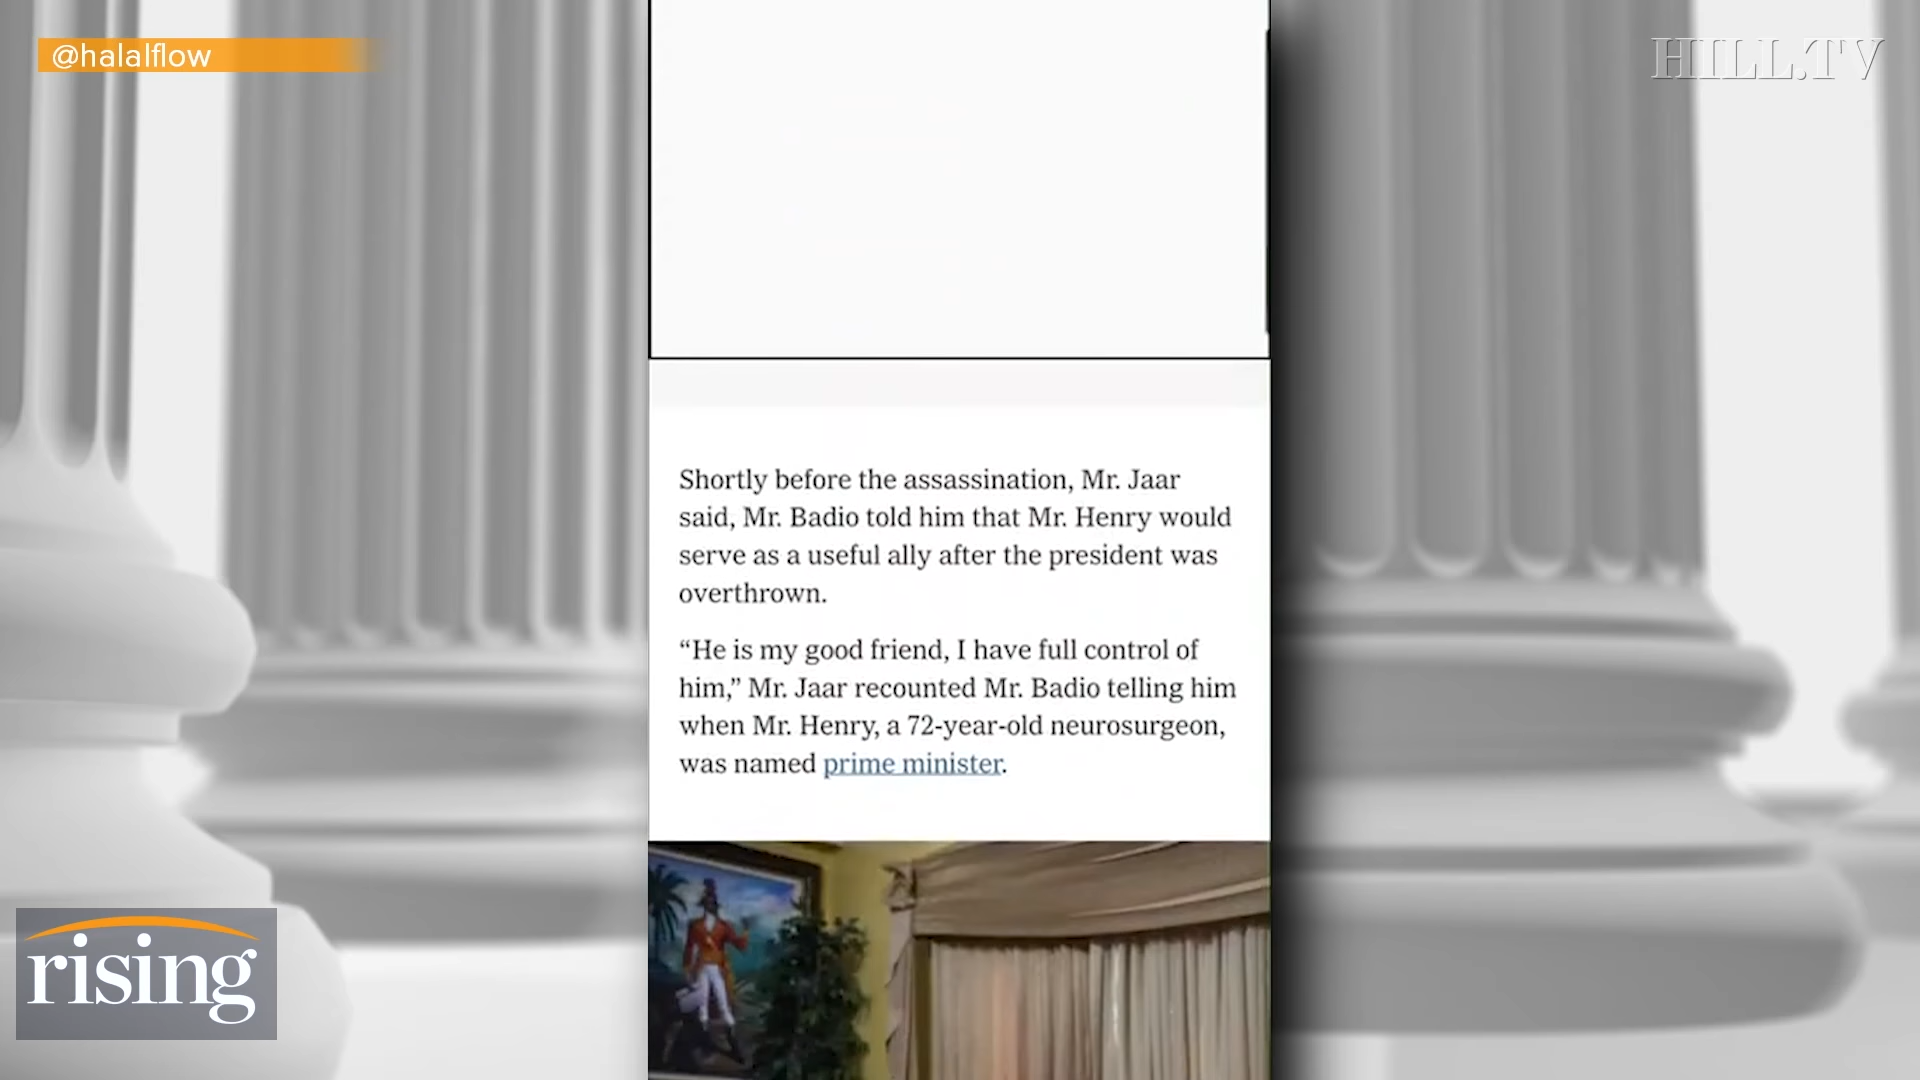 @halalflow
HILL.TV
Shortly before the assassination, Mr. Jaar
said, Mr. Badio told him that Mr. Henry would
serve as a useful ally after the president was
overthrown.
“He is my good friend, I have full control of
him,” Mr. Jaar recounted Mr. Badio telling him
when Mr. Henry, a 72-year-old neurosurgeon,
was named prime minister.
rising